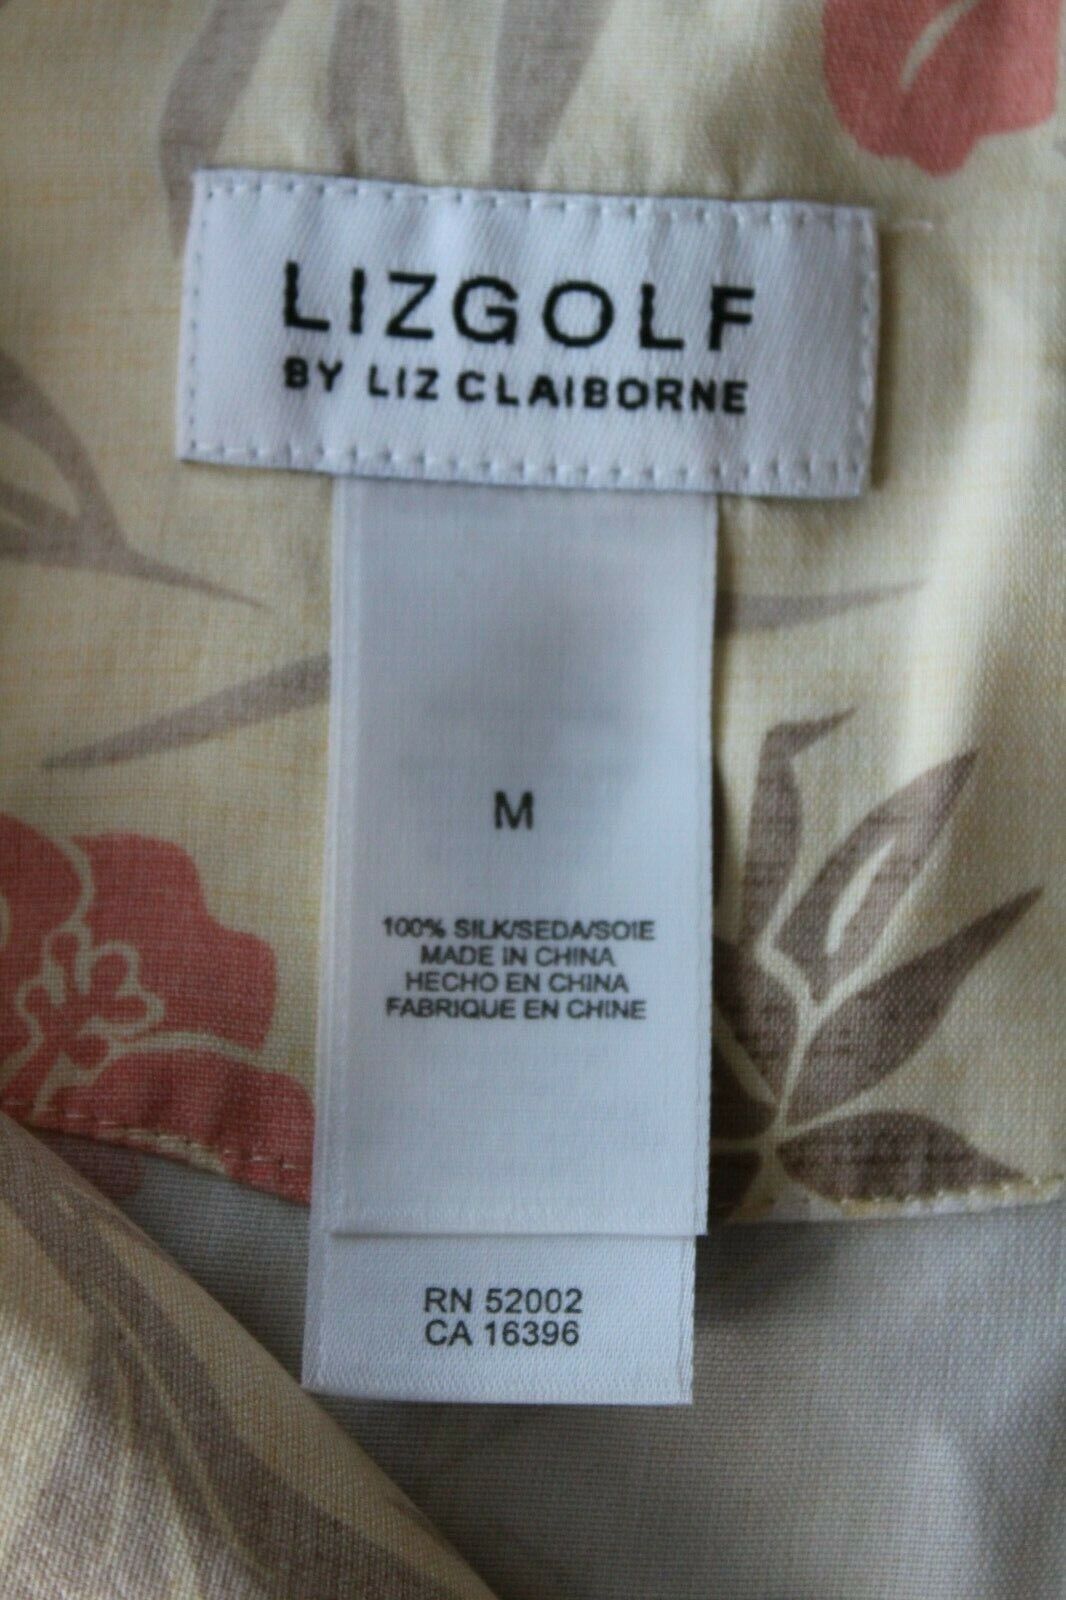 LIZGOLF
BY LIZ CLAIBORNE
M
100% SILK/SEDA/SOIE
MADE IN CHINA
HECHO EN CHINA
FABRIQUE EN CHINE
RN 52002
CA 16396